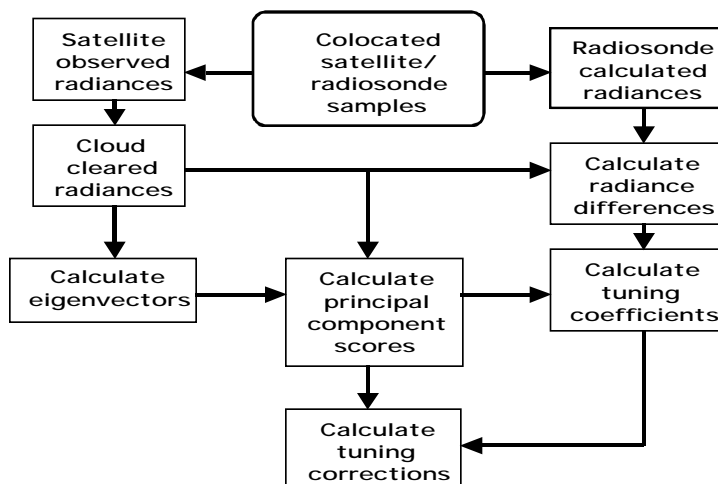 Satellite
observed
radiances
Colocated
satellite/
radiosonde
samples
Radiosonde
calculated
radiances
Cloud
cleared
radiances
Calculate
radiance
differences
Calculate
eigenvectors
Calculate
principal
component
scores
Calculate
tuning
coefficients
Calculate
tuning
corrections